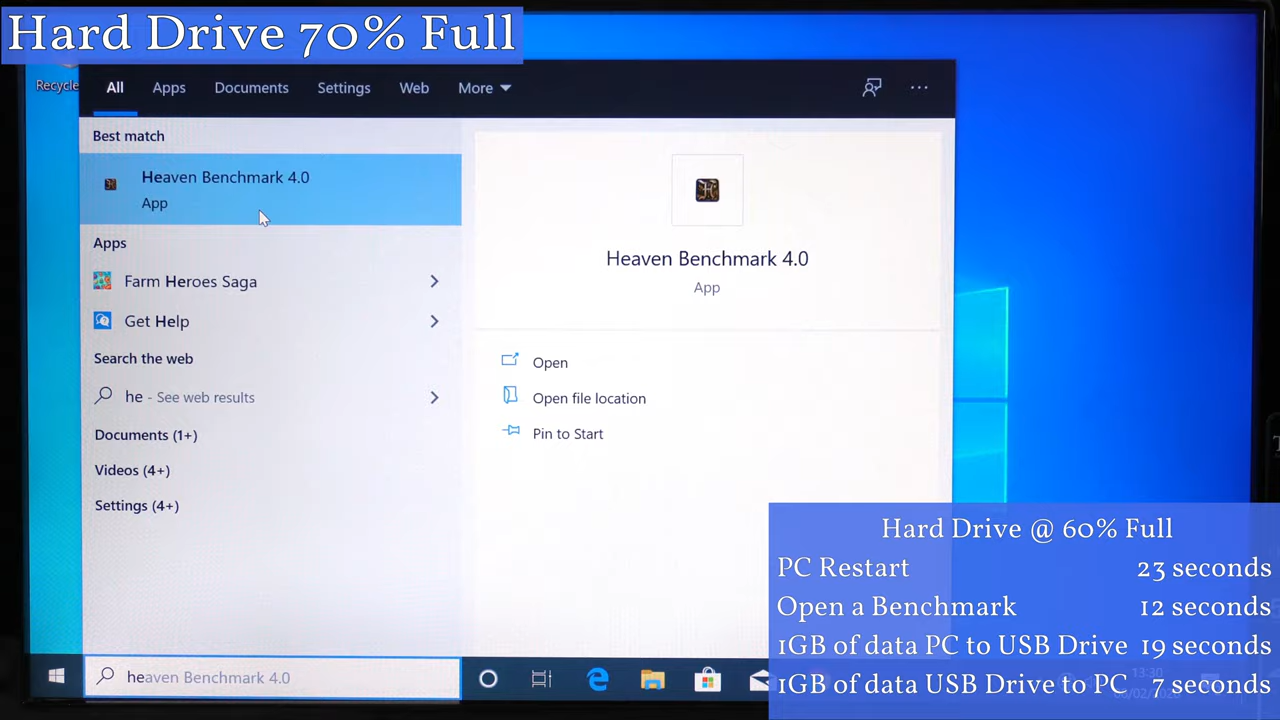 Hard Drive 70% Full
Recycle
All Apps Documents Settings Web More
Best match
Heaven Benchmark 4.0
App
Apps
Farm Heroes Saga
Get Help
Search the web
he - See web results
Documents (1+)
Videos (4+)
Settings (4+)
Heaven Benchmark 4.0
App
Open
Open file location
Pin to Start
Hard Drive @ 60% Full
PC Restart 23 seconds
Open a Benchmark 12 seconds
1GB of data PC to USB Drive 19 seconds
1GB of data USB Drive to PC 7 seconds
heaven Benchmark 4.0
13:30